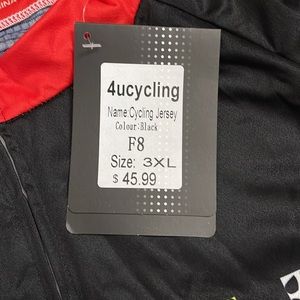 4ucycling
Name:Cycling Jersey
Colour:Black
F8
Size: 3XL
$ 45.99